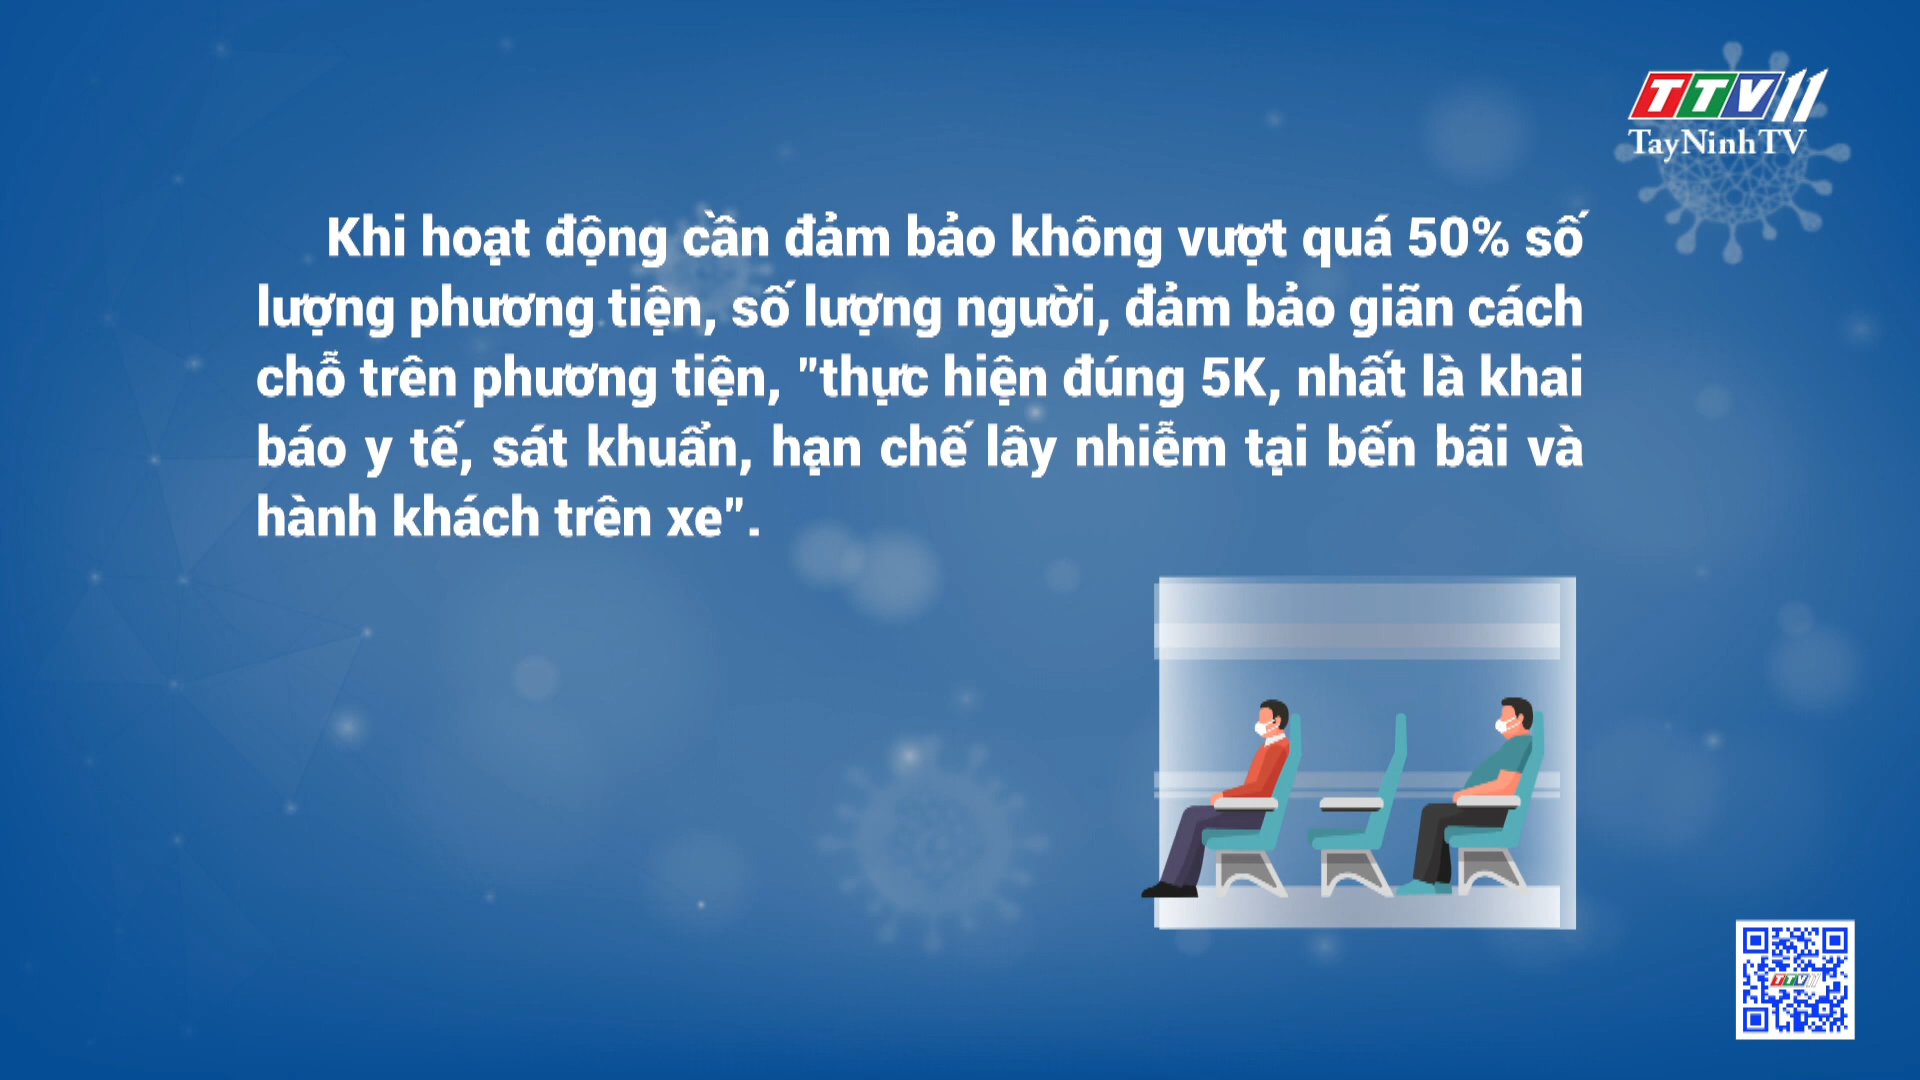 TTV11
TayNinhTV
Khi hoạt động cần đảm bảo không vượt quá 50% số
lượng phương tiện, số lượng người, đảm bảo giãn cách
chỗ trên phương tiện, "thực hiện đúng 5K, nhất là khai
báo y tế, sát khuẩn, hạn chế lây nhiễm tại bến bãi và
hành khách trên xe".
TTV11